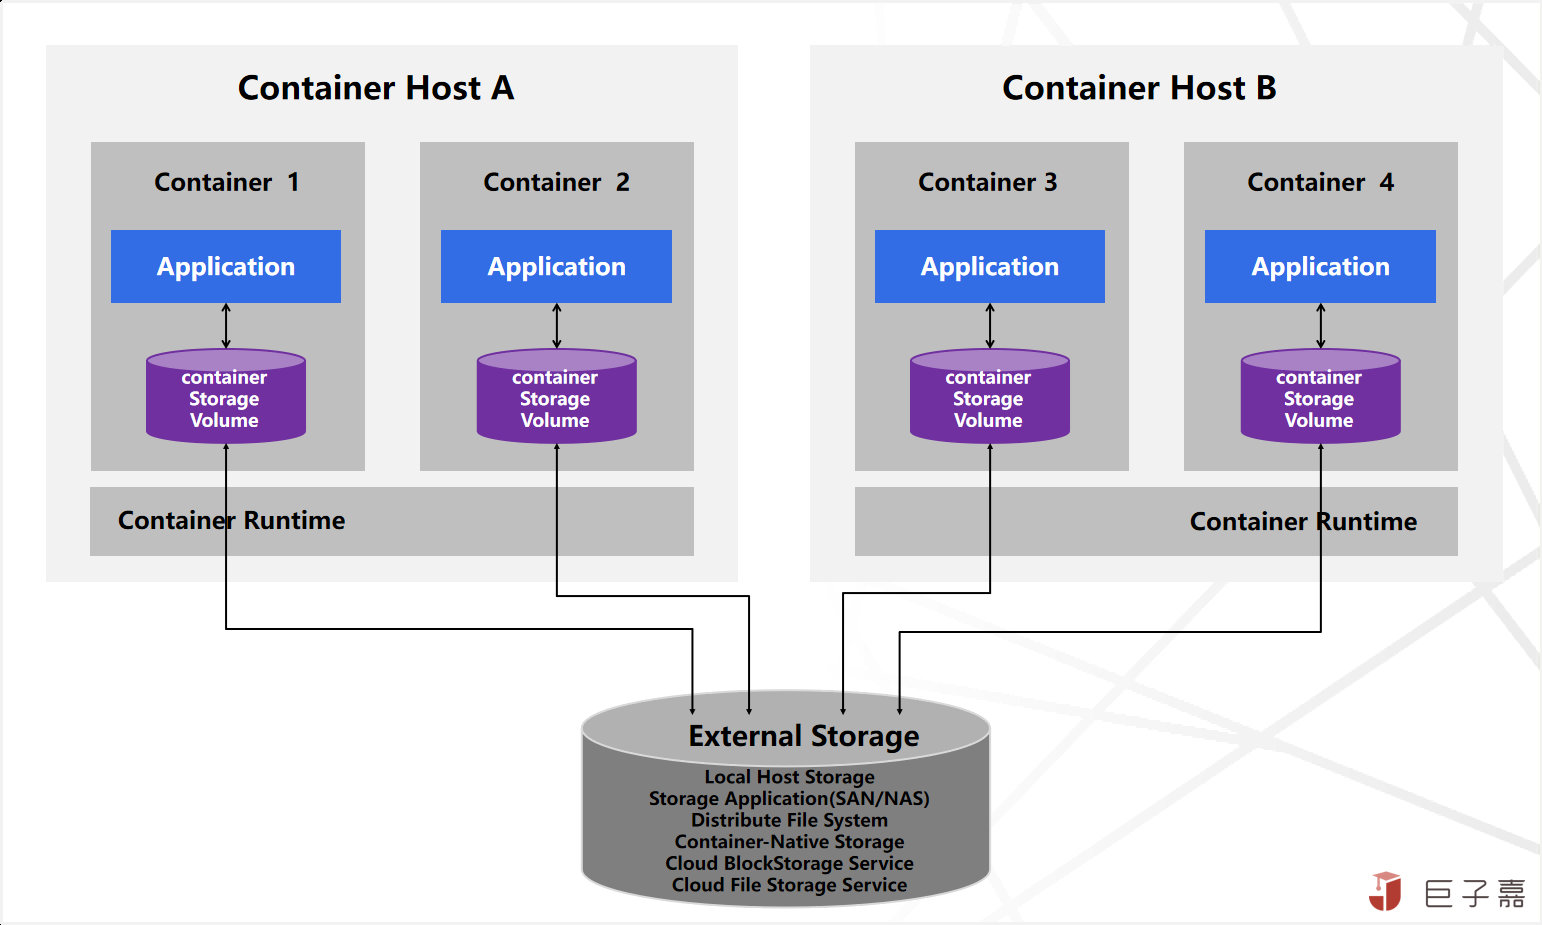 Container Host A
Container 1
Application
container
Storage
Volume
Container 2
Application
container
Storage
Volume
Container Runtime
Container Host B
Container 3
Application
container
Storage
Volume
Container 4
Application
container
Storage
Volume
Container Runtime
External Storage
Local Host Storage
Storage Application(SAN/NAS)
Distribute File System
Container-Native Storage
Cloud BlockStorage Service
Cloud File Storage Service
巨子嘉